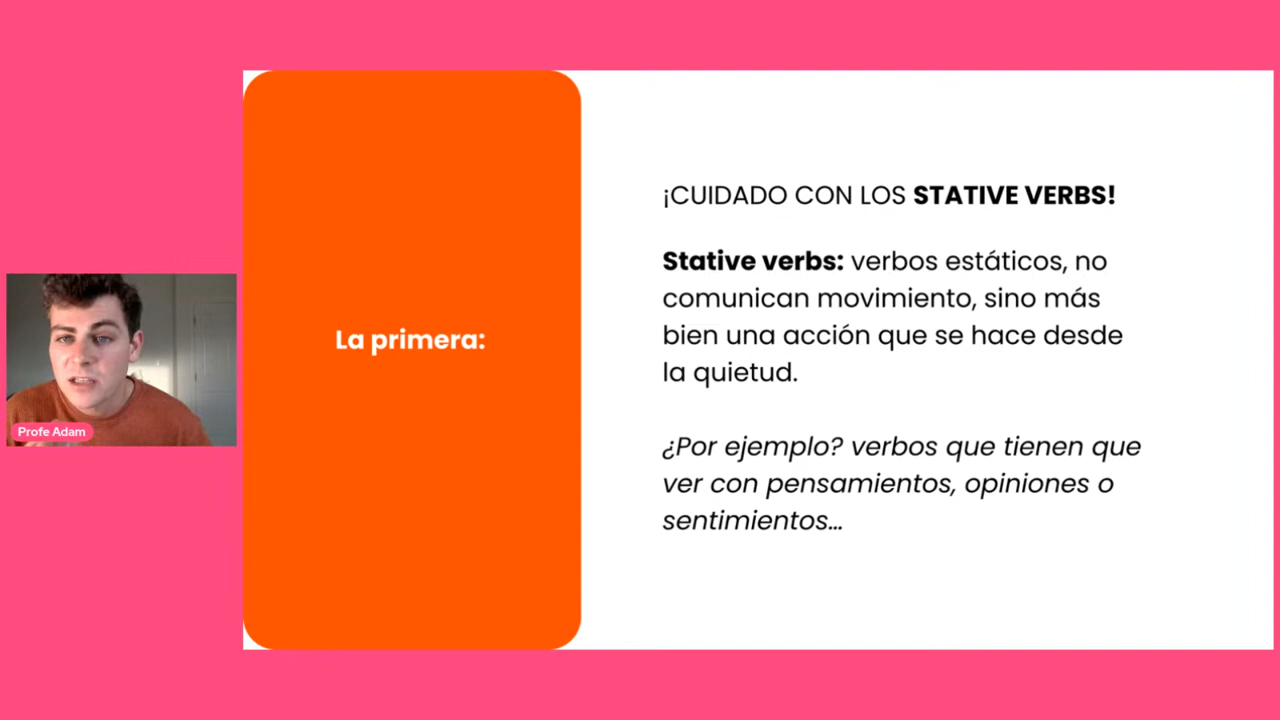 Profe Adam
La primera:
¡CUIDADO CON LOS STATIVE VERBS!
Stative verbs: verbos estáticos, no
comunican movimiento, sino más
bien una acción que se hace desde
la quietud.
¿Por ejemplo? verbos que tienen que
ver con pensamientos, opiniones o
sentimientos...